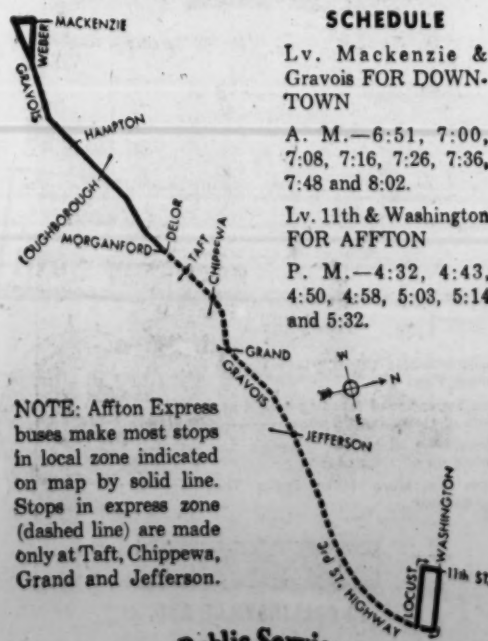 SCHEDULE
Lv. Mackenzie &
Gravois FOR DOWN-
TOWN
A. M.—6:51, 7:00,
7:08, 7:16, 7:26, 7:36,
7:48 and 8:02.
Lv. 11th & Washington
FOR AFFTON
P. M.—4:32, 4:43,
4:50, 4:58, 5:03, 5:14
and 5:32.
MACKENZIE
WEBER
GRAVOIS
HAMPTON
LOUGHBOROUGH
MORGANFORD
DELOR
TAFT
CHIPPEWA
GRAND
GRAVOIS
JEFFERSON
W
N
E
3rd ST. HIGHWAY
LOCUST
WASHINGTON
11th ST
NOTE: Affton Express
buses make most stops
in local zone indicated
on map by solid line.
Stops in express zone
(dashed line) are made
only at Taft, Chippewa,
Grand and Jefferson.
Public Service